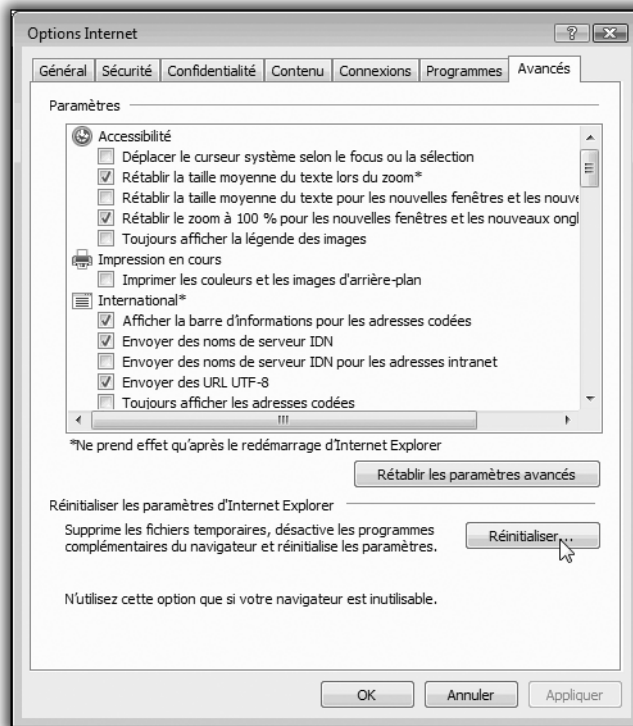 Options Internet
Général Sécurité Confidentialité Contenu Connexions Programmes Avancés
Paramètres
Accessibilité
Déplacer le curseur système selon le focus ou la sélection
Rétablir la taille moyenne du texte lors du zoom*
Rétablir la taille moyenne du texte pour les nouvelles fenêtres et les nouve
Rétablir le zoom à 100 % pour les nouvelles fenêtres et les nouveaux ongl
Toujours afficher la légende des images
Impression en cours
Imprimer les couleurs et les images d'arrière-plan
International*
Afficher la barre d'informations pour les adresses codées
Envoyer des noms de serveur IDN
Envoyer des noms de serveur IDN pour les adresses intranet
Envoyer des URL UTF-8
Toujours afficher les adresses codées
*Ne prend effet qu'après le redémarrage d'Internet Explorer
Rétablir les paramètres avancés
Réinitialiser les paramètres d'Internet Explorer
Supprime les fichiers temporaires, désactive les programmes
complémentaires du navigateur et réinitialise les paramètres.
Réinitialiser...
N'utilisez cette option que si votre navigateur est inutilisable.
OK Annuler Appliquer